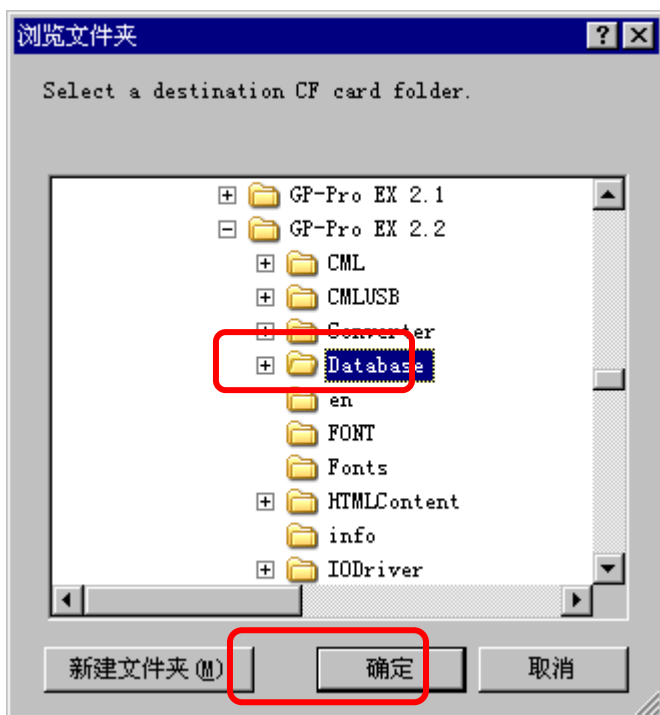 浏览文件夹
Select a destination CF card folder.
GP-Pro EX 2.1
GP-Pro EX 2.2
CML
CMLUSB
Converter
Database
en
FONT
Fonts
HTMLContent
info
IODriver
新建文件夹(M) 确定 取消